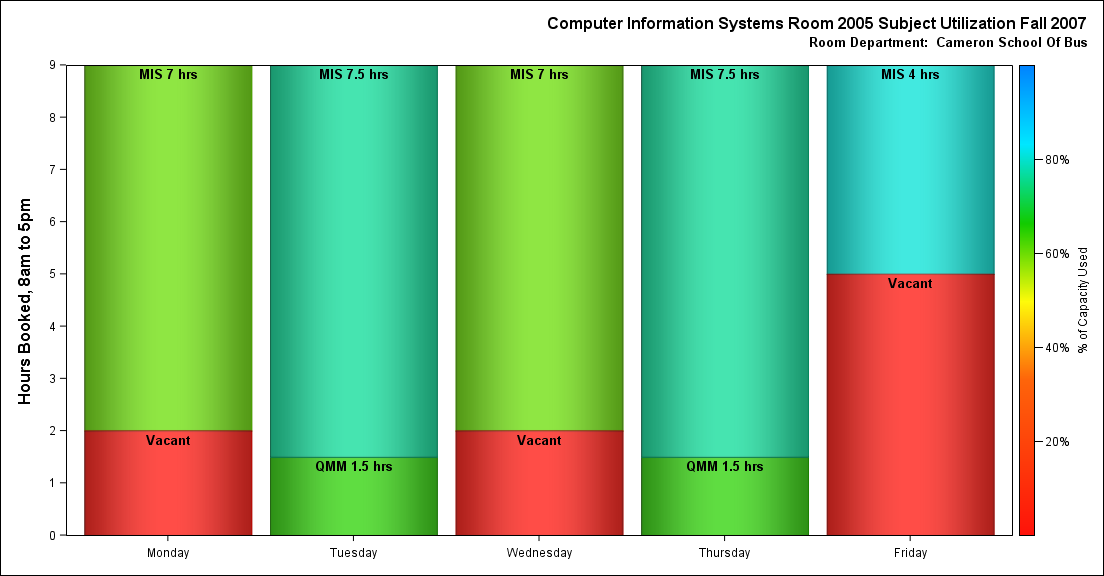 Computer Information Systems Room 2005 Subject Utilization Fall 2007
Room Department:  Cameron School Of Bus
Hours Booked, 8am to 5pm
9
8
7
6
5
4
3
2
1
0
MIS 7 hrs
Vacant
MIS 7.5 hrs
QMM 1.5 hrs
MIS 7 hrs
Vacant
MIS 7.5 hrs
QMM 1.5 hrs
MIS 4 hrs
Vacant
Monday
Tuesday
Wednesday
Thursday
Friday
80%
60%
40%
20%
% of Capacity Used